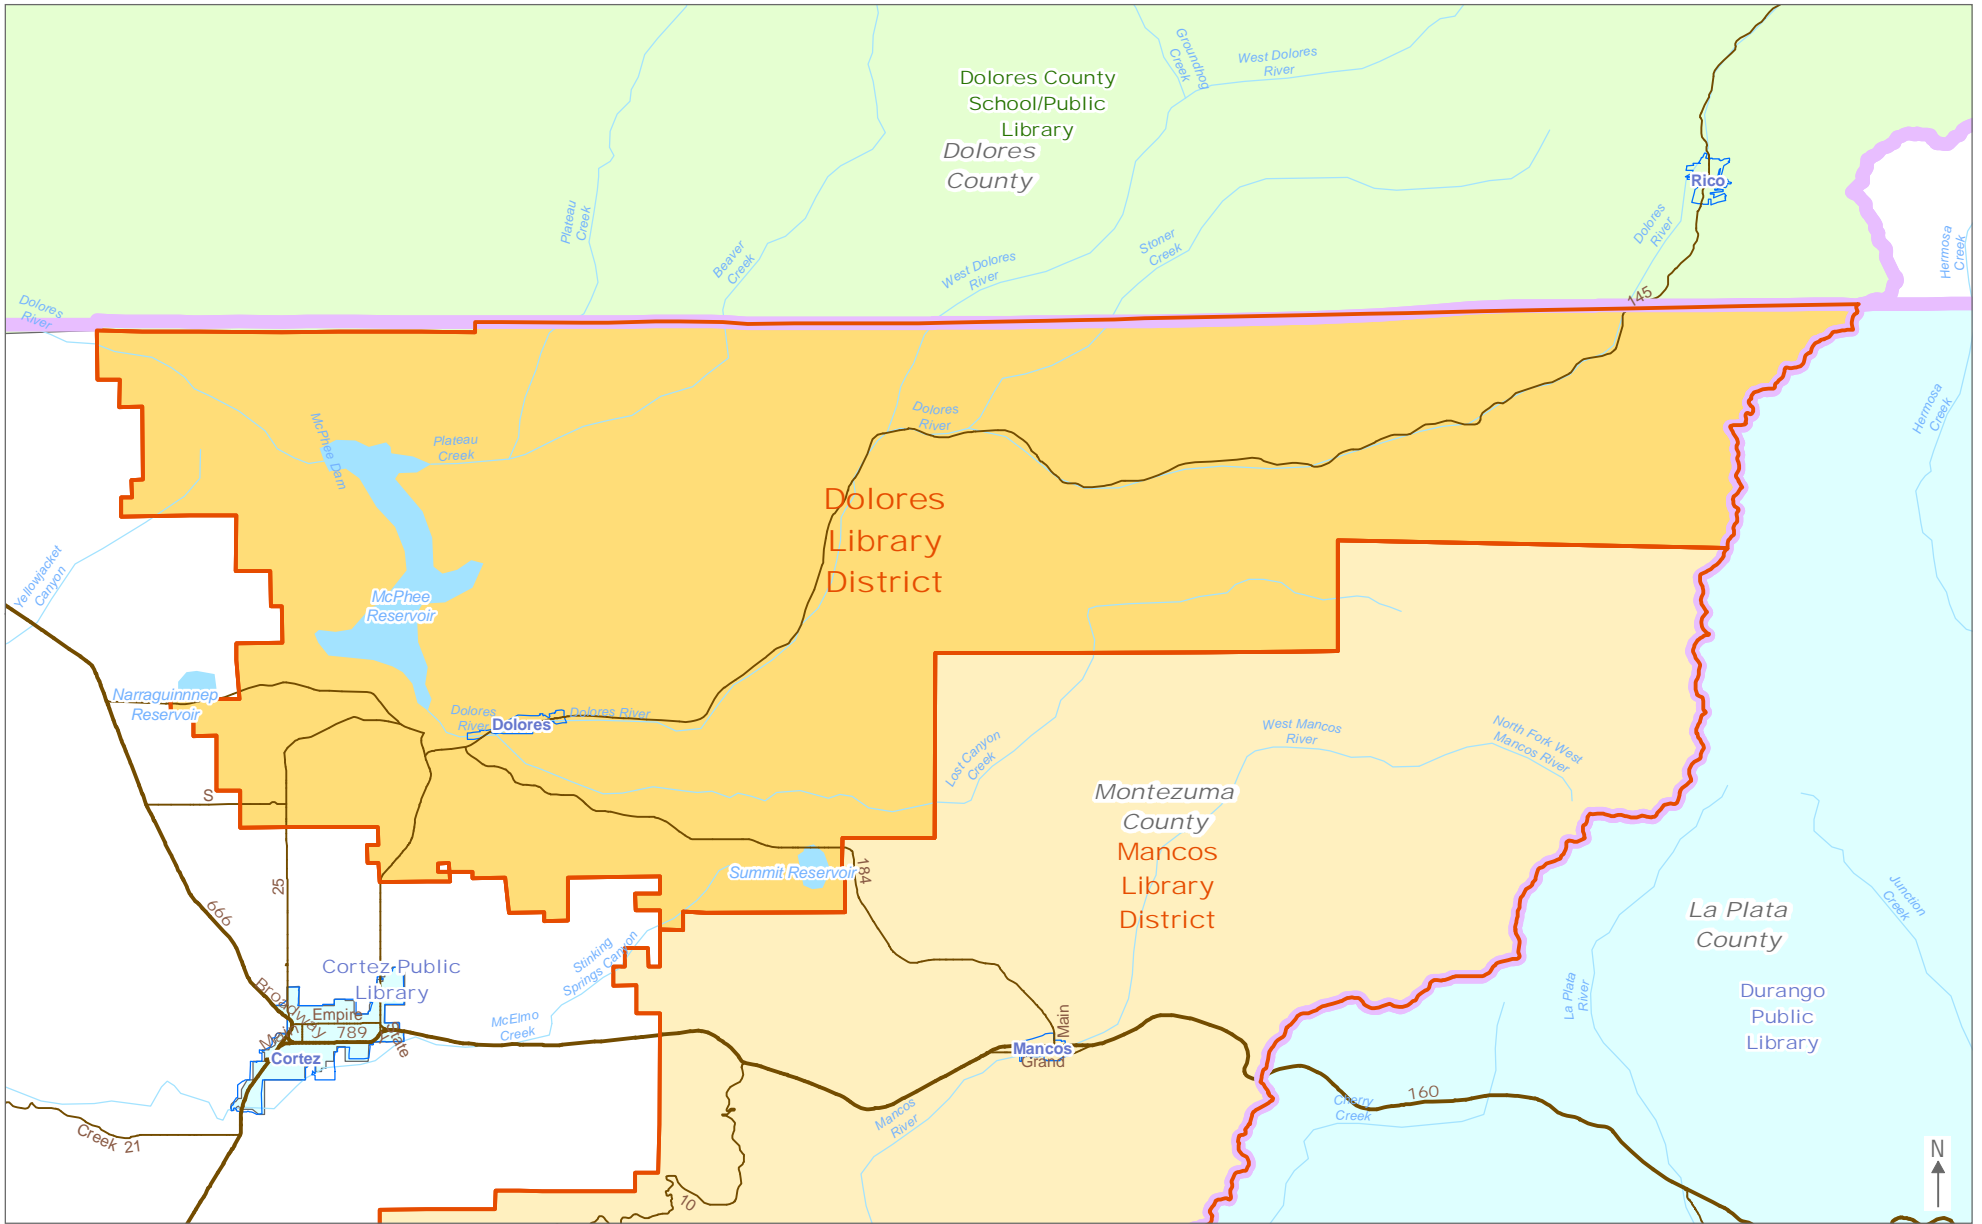 Groundhog
Creek
West Dolores
River
Dolores County
School/Public
Library
Dolores
County
Rico
Plateau
Creek
Beaver
Creek
West Dolores
River
Stoner
Creek
Dolores
River
Hermosa
Creek
145
Dolores
River
McPhee Dam
Plateau
Creek
Dolores
River
Hermosa
Creek
Dolores
Library
District
Yellowjacket
Canyon
McPhee
Reservoir
Narraguinnnep
Reservoir
Dolores
River
Dolores
Dolores River
Lost Canyon
Creek
West Mancos
River
North Fork West
Mancos River
S
Montezuma
County
Mancos
Library
District
Summit Reservoir
184
25
666
Junction
Creek
La Plata
County
Stinking
Springs Canyon
Cortez Public
Library
La Plata
River
Durango
Public
Library
Broadway
Empire
789
Main
State
Cortez
McElmo
Creek
Main
Mancos
Grand
Mancos
River
Cherry
Creek
160
Creek 21
10
N